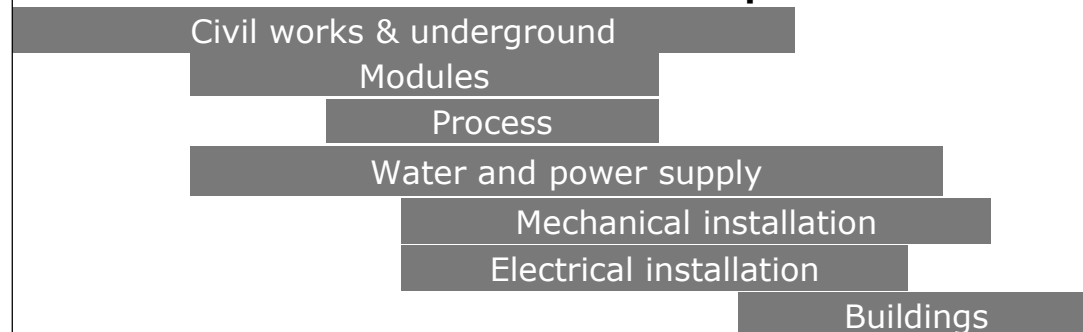 Civil works & underground
Modules
Process
Water and power supply
Mechanical installation
Electrical installation
Buildings